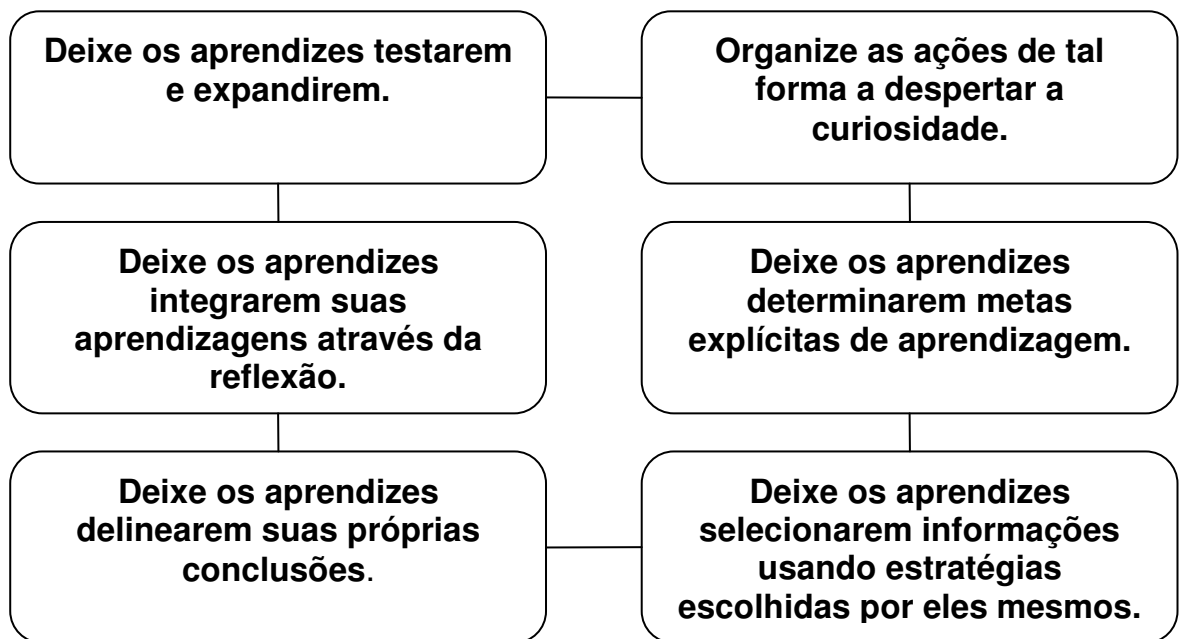 Deixe os aprendizes testarem
e expandirem.
Organize as ações de tal
forma a despertar a
curiosidade.
Deixe os aprendizes
integrarem suas
aprendizagens através da
reflexão.
Deixe os aprendizes
determinarem metas
explícitas de aprendizagem.
Deixe os aprendizes
delinearem suas próprias
conclusões.
Deixe os aprendizes
selecionarem informações
usando estratégias
escolhidas por eles mesmos.